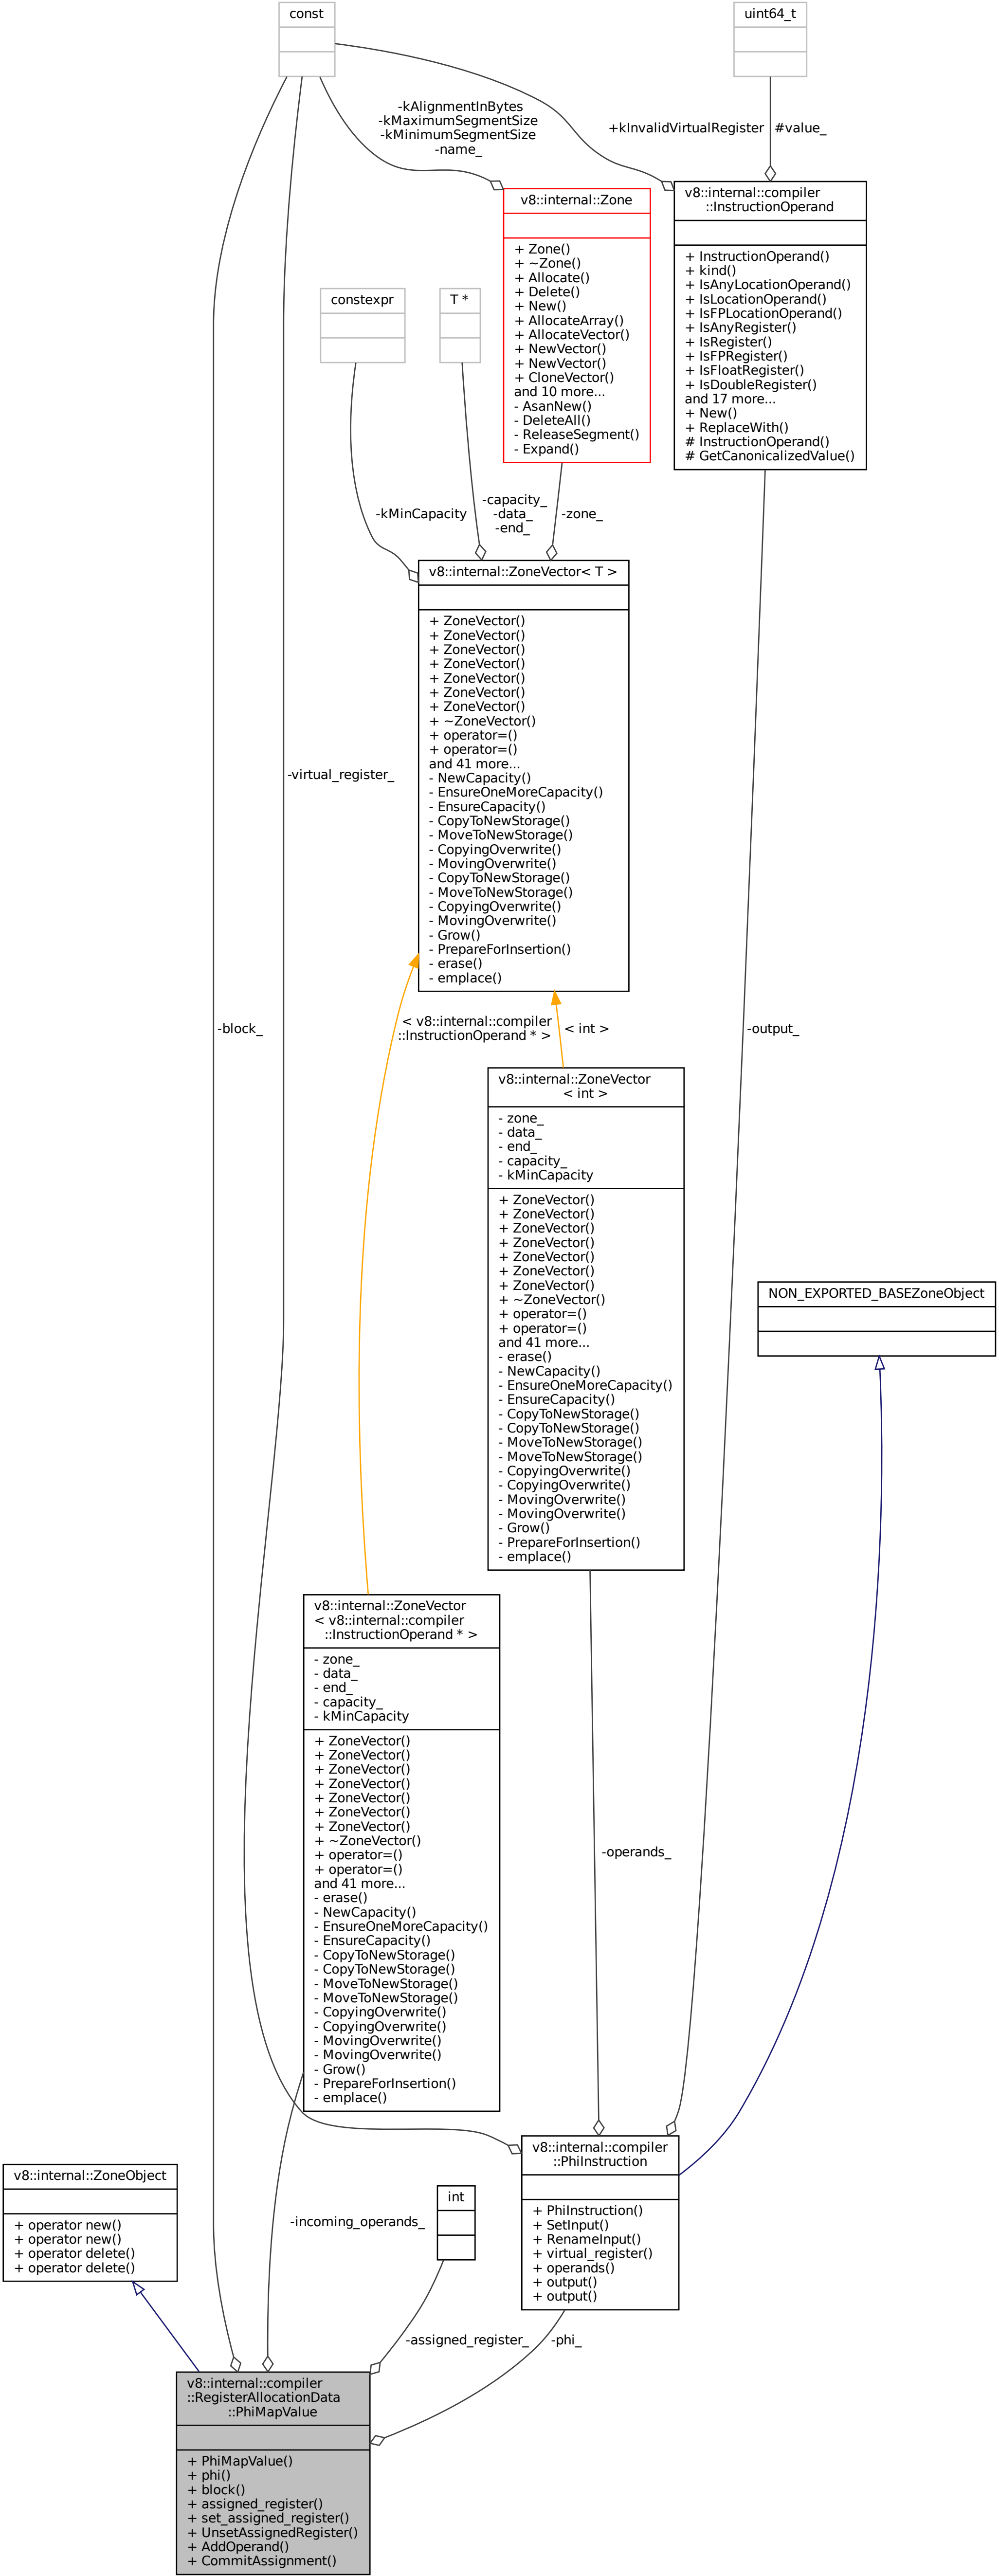 const
uint64_t
-kAlignmentInBytes
-kMaximumSegmentSize
-kMinimumSegmentSize
-name_
+kInvalidVirtualRegister
#value_
v8::internal::Zone
+ Zone()
+ ~Zone()
+ Allocate()
+ Delete()
+ New()
+ AllocateArray()
+ AllocateVector()
+ NewVector()
+ NewVector()
+ CloneVector()
and 10 more...
- AsanNew()
- DeleteAll()
- ReleaseSegment()
- Expand()
v8::internal::compiler
::InstructionOperand
+ InstructionOperand()
+ kind()
+ IsAnyLocationOperand()
+ IsLocationOperand()
+ IsFPLocationOperand()
+ IsAnyRegister()
+ IsRegister()
+ IsFPRegister()
+ IsFloatRegister()
+ IsDoubleRegister()
and 17 more...
+ New()
+ ReplaceWith()
# InstructionOperand()
# GetCanonicalizedValue()
constexpr
T *
-kMinCapacity
-capacity_
-data_
-end_
-zone_
v8::internal::ZoneVector< T >
+ ZoneVector()
+ ZoneVector()
+ ZoneVector()
+ ZoneVector()
+ ZoneVector()
+ ZoneVector()
+ ZoneVector()
+ ~ZoneVector()
+ operator=()
+ operator=()
and 41 more...
- NewCapacity()
- EnsureOneMoreCapacity()
- EnsureCapacity()
- CopyToNewStorage()
- MoveToNewStorage()
- CopyingOverwrite()
- MovingOverwrite()
- CopyToNewStorage()
- MoveToNewStorage()
- CopyingOverwrite()
- MovingOverwrite()
- Grow()
- PrepareForInsertion()
- erase()
- emplace()
-virtual_register_
-block_
< v8::internal::compiler
::InstructionOperand * >
< int >
-output_
v8::internal::ZoneVector
< int >
- zone_
- data_
- end_
- capacity_
- kMinCapacity
+ ZoneVector()
+ ZoneVector()
+ ZoneVector()
+ ZoneVector()
+ ZoneVector()
+ ZoneVector()
+ ZoneVector()
+ ~ZoneVector()
+ operator=()
+ operator=()
and 41 more...
- erase()
- NewCapacity()
- EnsureOneMoreCapacity()
- EnsureCapacity()
- CopyToNewStorage()
- CopyToNewStorage()
- MoveToNewStorage()
- MoveToNewStorage()
- CopyingOverwrite()
- CopyingOverwrite()
- MovingOverwrite()
- MovingOverwrite()
- Grow()
- PrepareForInsertion()
- emplace()
NON_EXPORTED_BASEZoneObject
v8::internal::ZoneVector
< v8::internal::compiler
::InstructionOperand * >
- zone_
- data_
- end_
- capacity_
- kMinCapacity
+ ZoneVector()
+ ZoneVector()
+ ZoneVector()
+ ZoneVector()
+ ZoneVector()
+ ZoneVector()
+ ZoneVector()
+ ~ZoneVector()
+ operator=()
+ operator=()
and 41 more...
- erase()
- NewCapacity()
- EnsureOneMoreCapacity()
- EnsureCapacity()
- CopyToNewStorage()
- CopyToNewStorage()
- MoveToNewStorage()
- MoveToNewStorage()
- CopyingOverwrite()
- CopyingOverwrite()
- MovingOverwrite()
- MovingOverwrite()
- Grow()
- PrepareForInsertion()
- emplace()
-operands_
v8::internal::compiler
::PhiInstruction
+ PhiInstruction()
+ SetInput()
+ RenameInput()
+ virtual_register()
+ operands()
+ output()
+ output()
v8::internal::ZoneObject
+ operator new()
+ operator new()
+ operator delete()
+ operator delete()
-incoming_operands_
int
-assigned_register_
-phi_
v8::internal::compiler
::RegisterAllocationData
::PhiMapValue
+ PhiMapValue()
+ phi()
+ block()
+ assigned_register()
+ set_assigned_register()
+ UnsetAssignedRegister()
+ AddOperand()
+ CommitAssignment()